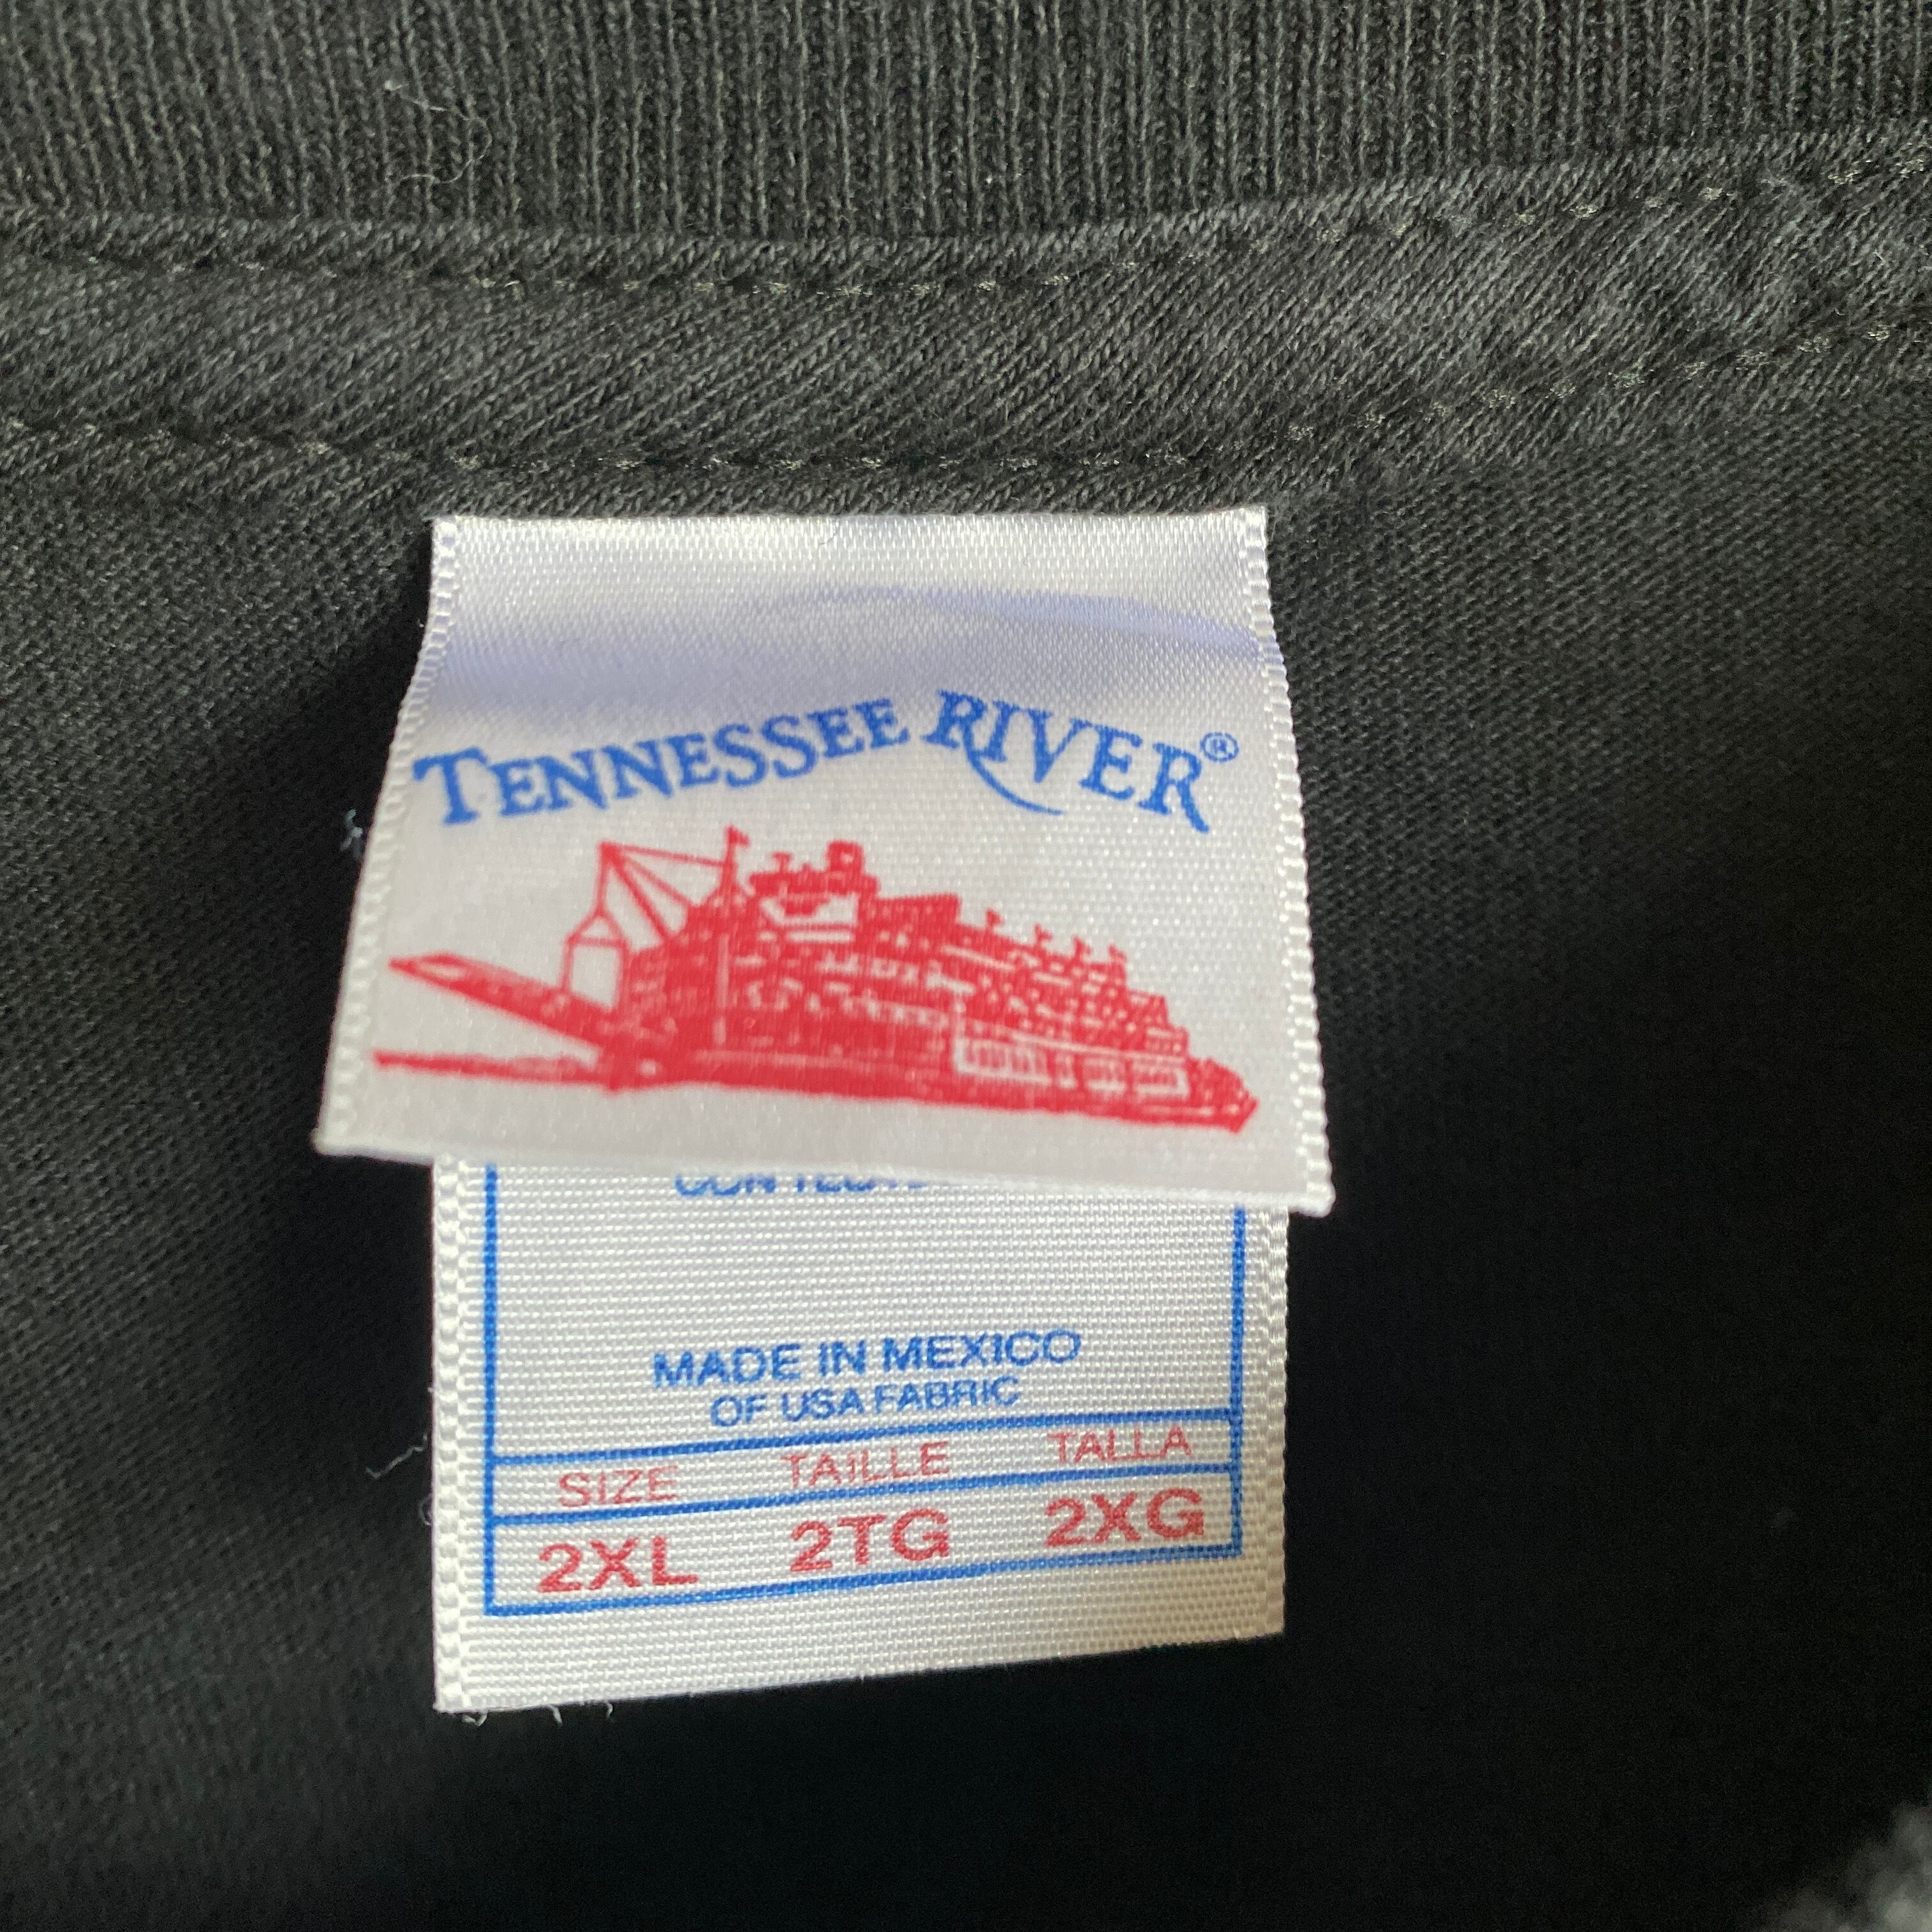 TENNESSEE RIVER®
MADE IN MEXICO
OF USA FABRIC
SIZE TAILLE TALLA
2XL 2TG 2XG